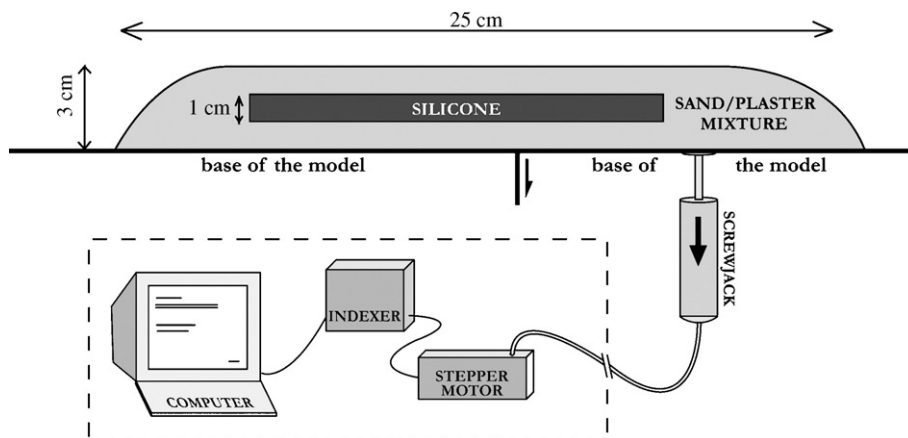 25 cm
3 cm
1 cm
SILICONE
SAND/PLASTER
MIXTURE
base of the model
base of the model
SCREWJACK
INDEXER
STEPPER
MOTOR
COMPUTER